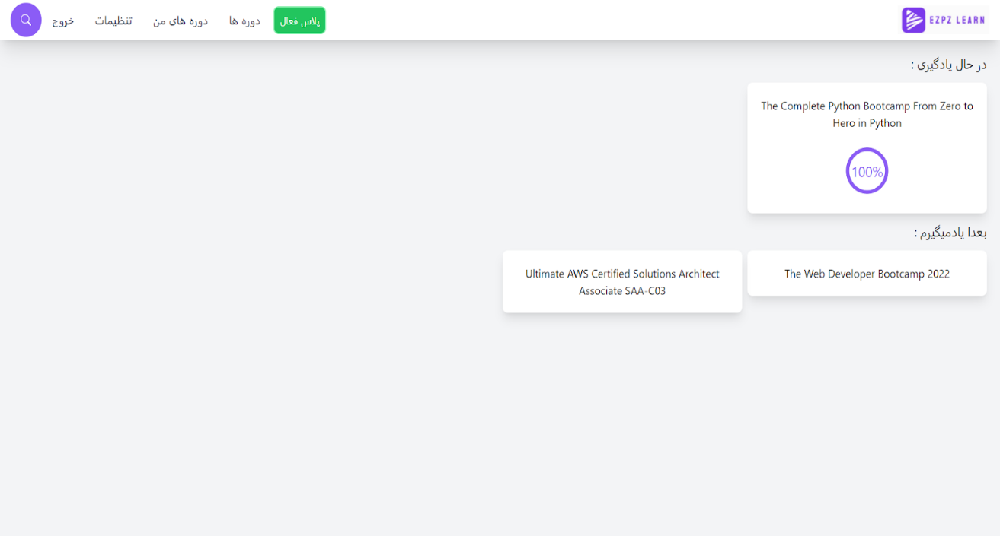 EZPZ LEARN
پلاس فعال
دوره ها
دوره های من
تنظیمات
خروج
در حال یادگیری :
The Complete Python Bootcamp From Zero to
Hero in Python
100%
بعدا یادمیگیرم :
The Web Developer Bootcamp 2022
Ultimate AWS Certified Solutions Architect
Associate SAA-C03